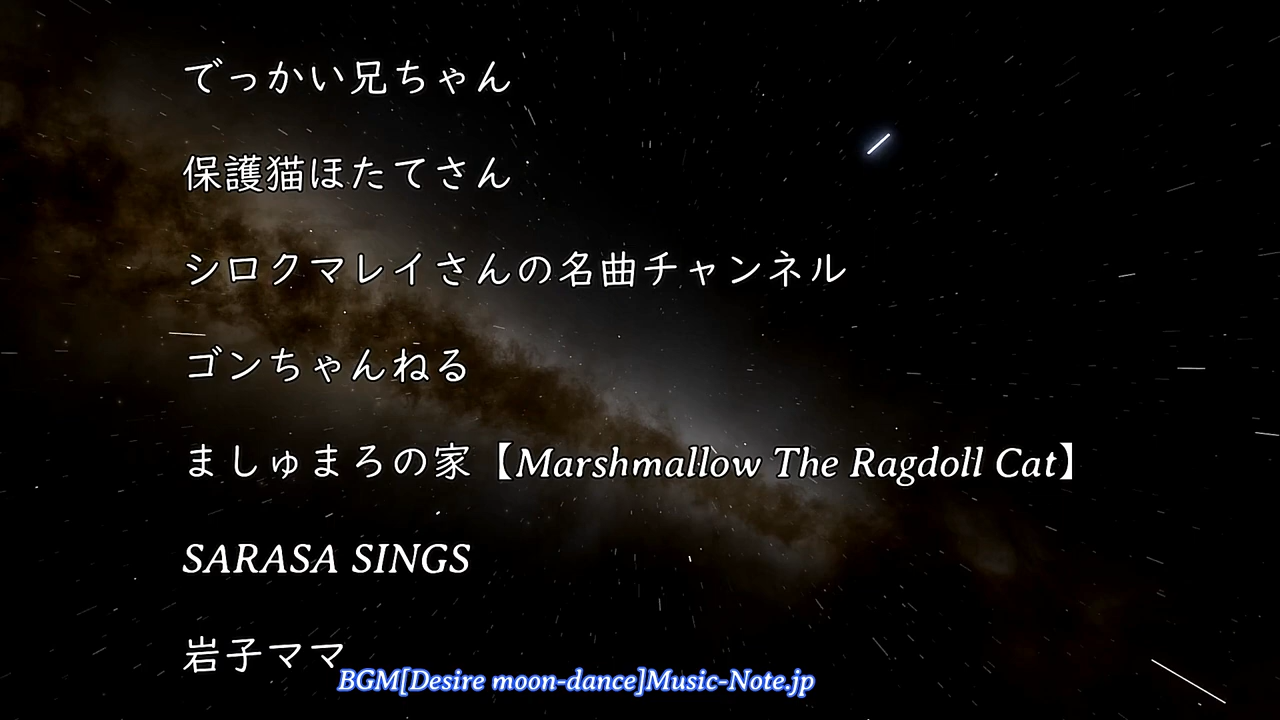 でっかい兄ちゃん
保護猫ほたてさん
シロクマレイさんの名曲チャンネル
ゴンちゃんねる
ましゅまろの家【Marshmallow The Ragdoll Cat】
SARASA SINGS
岩子ママ
BGM[Desire moon-dance]Music-Note.jp